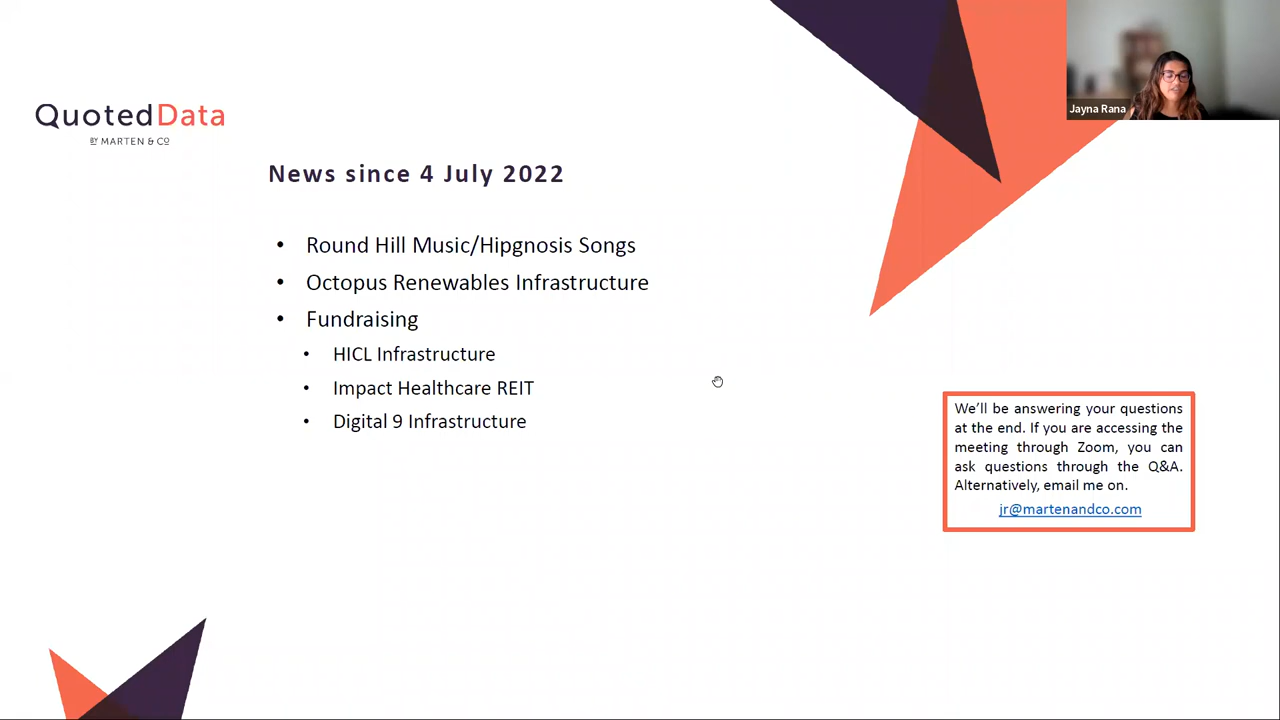 Jayna Rana
QuotedData
BY MARTEN & CO
News since 4 July 2022
• Round Hill Music/Hipgnosis Songs
• Octopus Renewables Infrastructure
• Fundraising
• HICL Infrastructure
• Impact Healthcare REIT
• Digital 9 Infrastructure
We’ll be answering your questions
at the end. If you are accessing the
meeting through Zoom, you can
ask questions through the Q&A.
Alternatively, email me on.
jr@martenandco.com